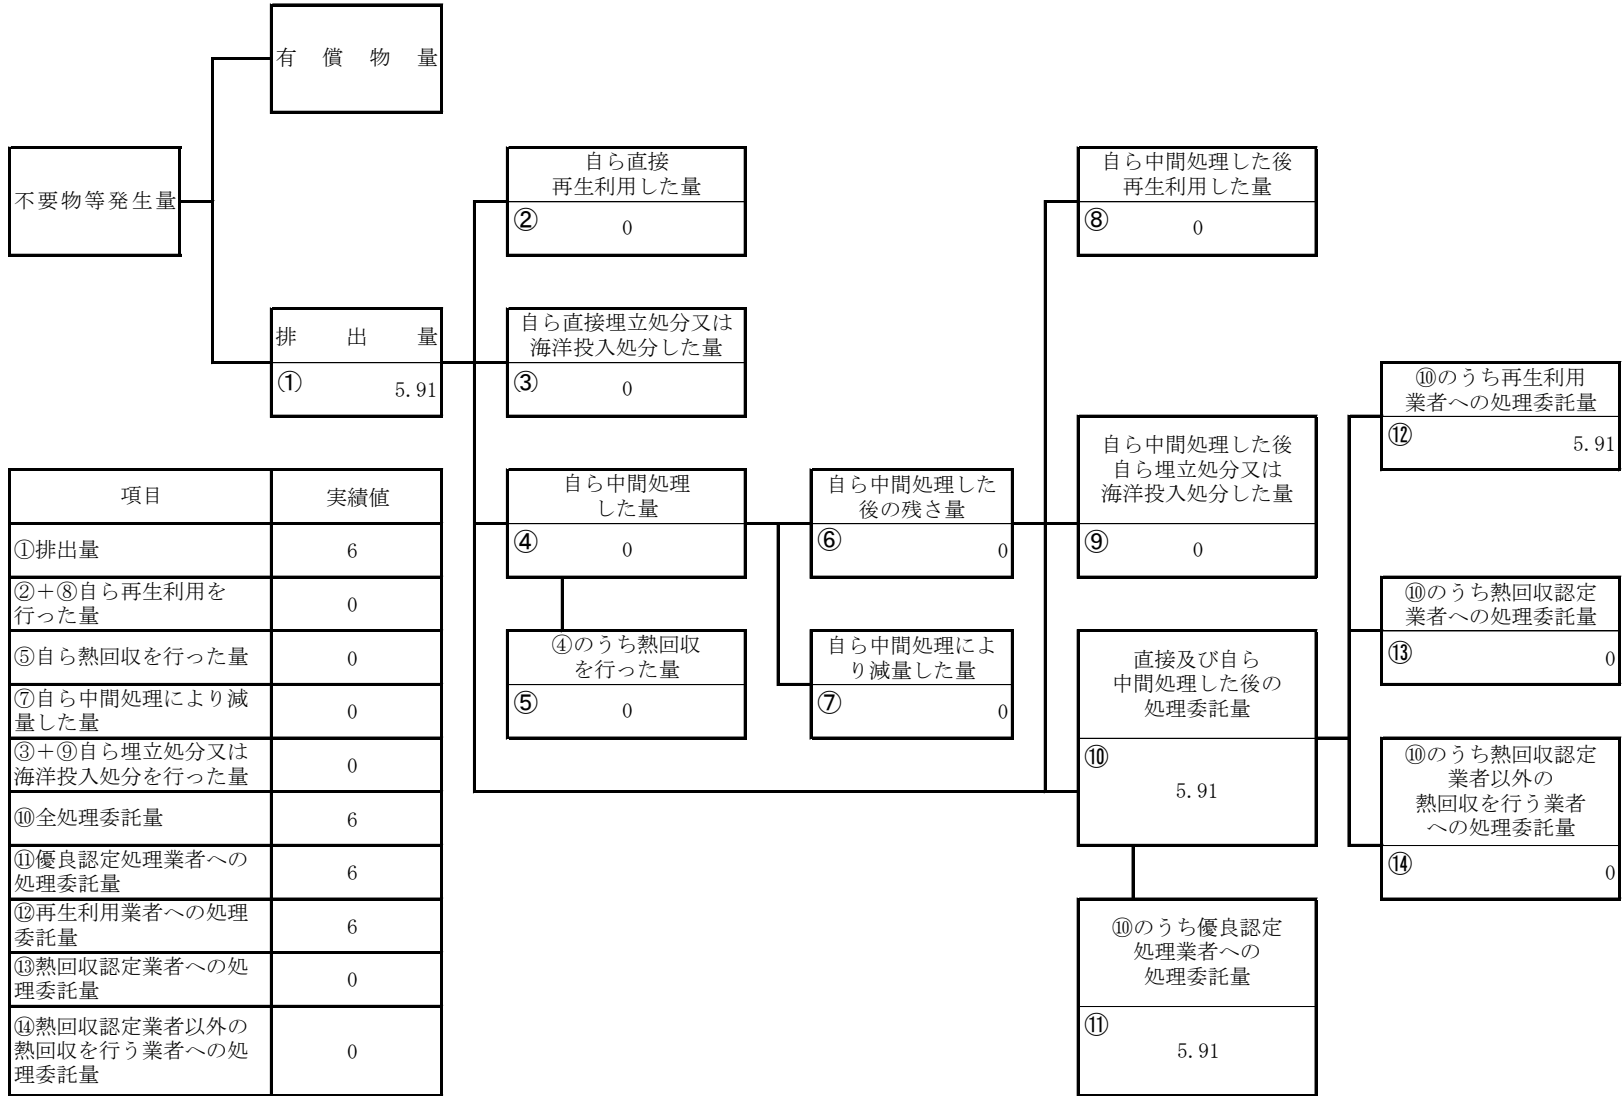 有償物量
不要物等発生量
排出量
①
5.91
自ら直接
再生利用した量
②
0
自ら直接埋立処分又は
海洋投入処分した量
③
0
自ら中間処理
した量
④
0
④のうち熱回収
を行った量
⑤
0
自ら中間処理した
後の残さ量
⑥
0
自ら中間処理によ
り減量した量
⑦
0
自ら中間処理した後
再生利用した量
⑧
0
自ら中間処理した後
自ら埋立処分又は
海洋投入処分した量
⑨
0
直接及び自ら
中間処理した後の
処理委託量
⑩
5.91
⑩のうち優良認定
処理業者への
処理委託量
⑪
5.91
⑩のうち再生利用
業者への処理委託量
⑫
5.91
⑩のうち熱回収認定
業者への処理委託量
⑬
0
⑩のうち熱回収認定
業者以外の
熱回収を行う業者
への処理委託量
⑭
0
項目 実績値
①排出量 6
②＋⑧自ら再生利用を
行った量 0
⑤自ら熱回収を行った量 0
⑦自ら中間処理により減
量した量 0
③＋⑨自ら埋立処分又は
海洋投入処分を行った量 0
⑩全処理委託量 6
⑪優良認定処理業者への
処理委託量 6
⑫再生利用業者への処理
委託量 6
⑬熱回収認定業者への処
理委託量 0
⑭熱回収認定業者以外の
熱回収を行う業者への処
理委託量 0